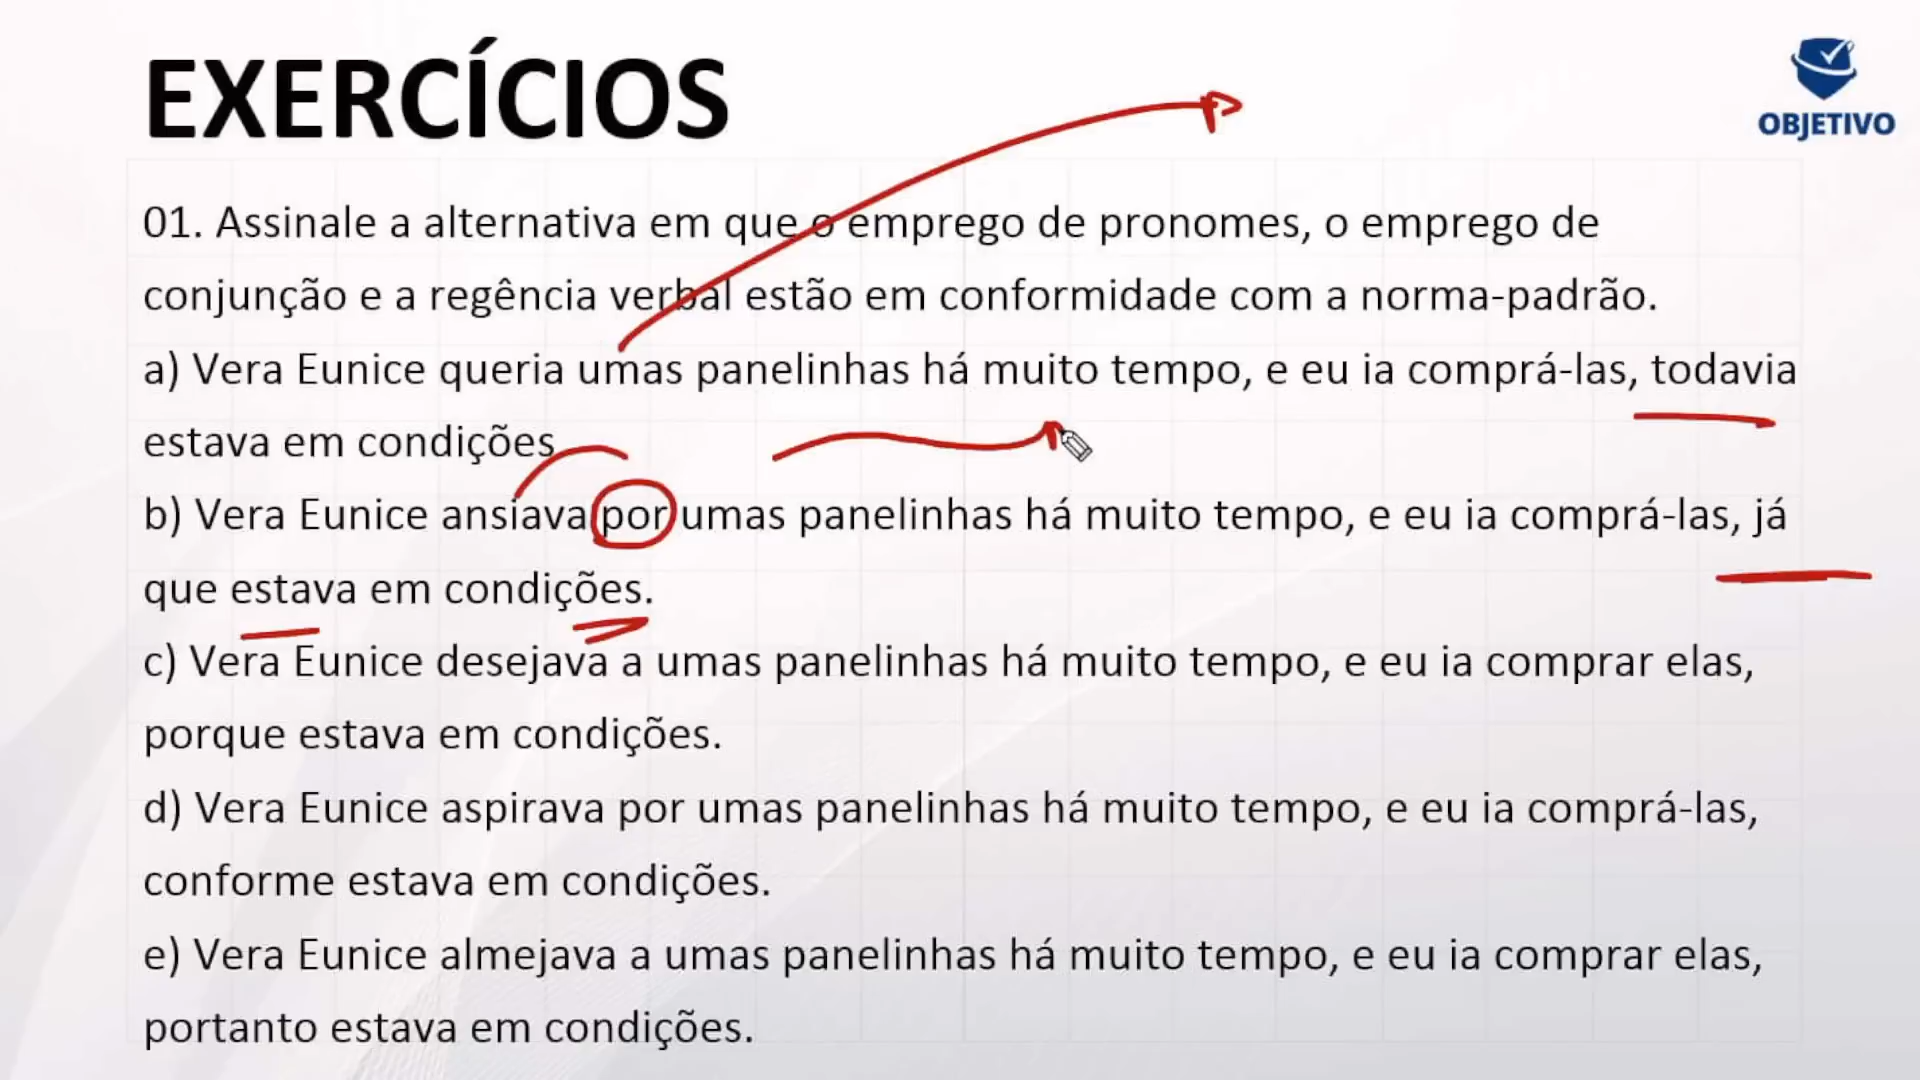 EXERCÍCIOS
OBJETIVO
01. Assinale a alternativa em que o emprego de pronomes, o emprego de
conjunção e a regência verbal estão em conformidade com a norma-padrão.
a) Vera Eunice queria umas panelinhas há muito tempo, e eu ia comprá-las, todavia
estava em condições
b) Vera Eunice ansiava por umas panelinhas há muito tempo, e eu ia comprá-las, já
que estava em condições.
c) Vera Eunice desejava a umas panelinhas há muito tempo, e eu ia comprar elas,
porque estava em condições.
d) Vera Eunice aspirava por umas panelinhas há muito tempo, e eu ia comprá-las,
conforme estava em condições.
e) Vera Eunice almejava a umas panelinhas há muito tempo, e eu ia comprar elas,
portanto estava em condições.